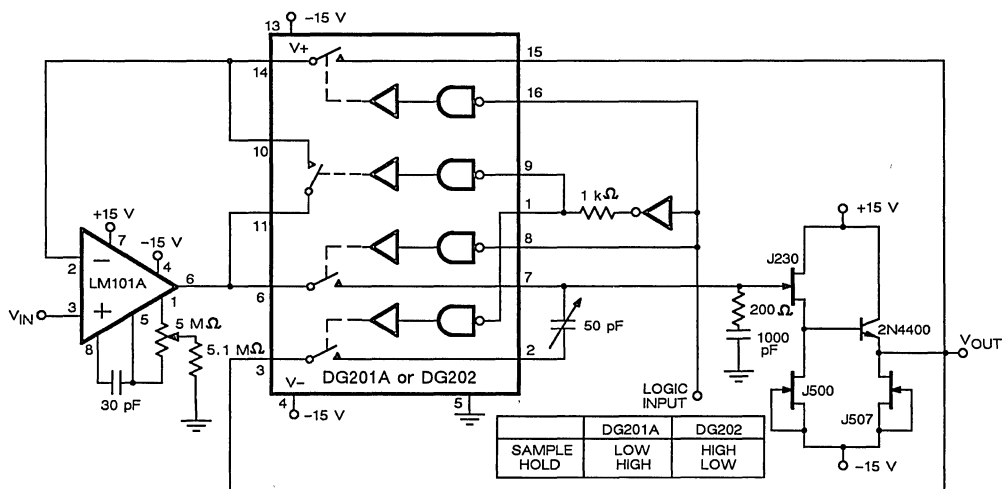 -15 V
13
V+
14
15
16
10
9
1 kΩ
1
11
+15 V
7
-15 V
4
2
LM101A
6
8
7
+15 V
J230
VIN
3
1
5
8
5 MΩ
5.1 MΩ
30 pF
6
50 pF
200 Ω
1000 pF
2N4400
VOUT
3
2
DG201A or DG202
V-
4
-15 V
5
LOGIC
INPUT
J500
J507
-15 V
DG201A DG202
SAMPLE LOW HIGH
HOLD HIGH LOW